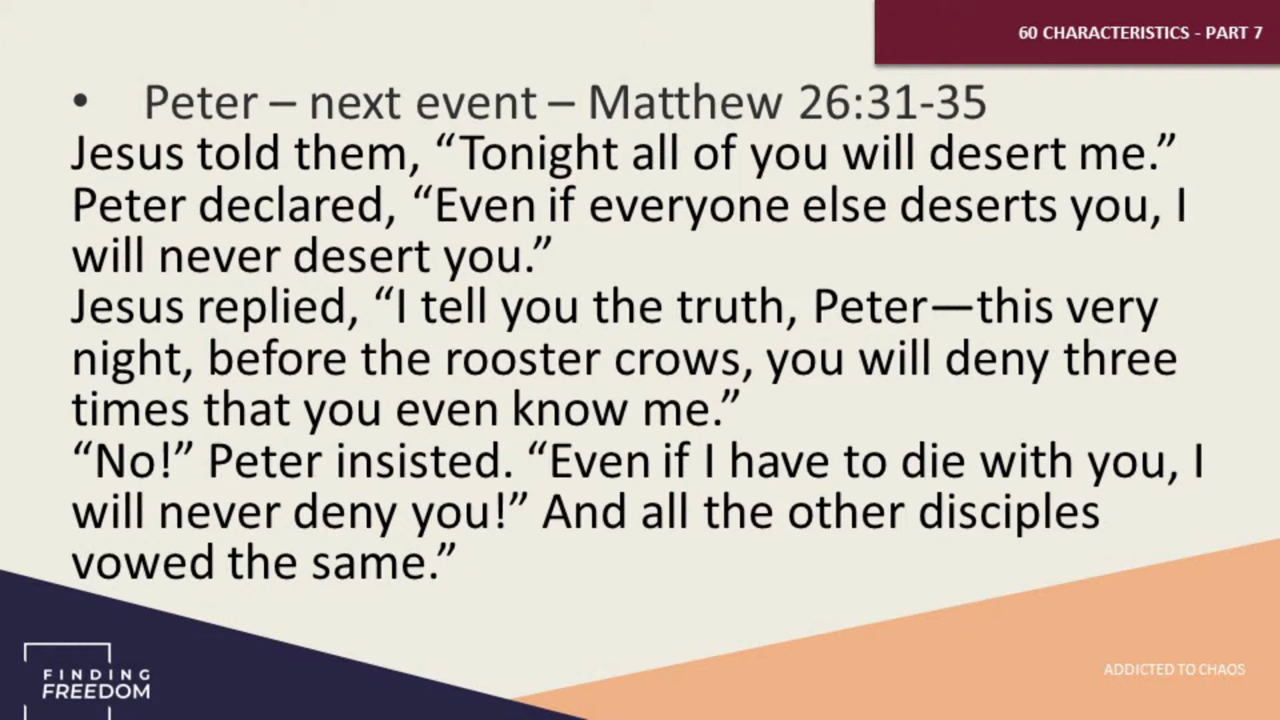 60 CHARACTERISTICS - PART 7
• Peter – next event – Matthew 26:31-35
Jesus told them, “Tonight all of you will desert me.”
Peter declared, “Even if everyone else deserts you, I
will never desert you.”
Jesus replied, “I tell you the truth, Peter—this very
night, before the rooster crows, you will deny three
times that you even know me.”
“No!” Peter insisted. “Even if I have to die with you, I
will never deny you!” And all the other disciples
vowed the same.”
FINDING
FREEDOM
ADDICTED TO CHAOS